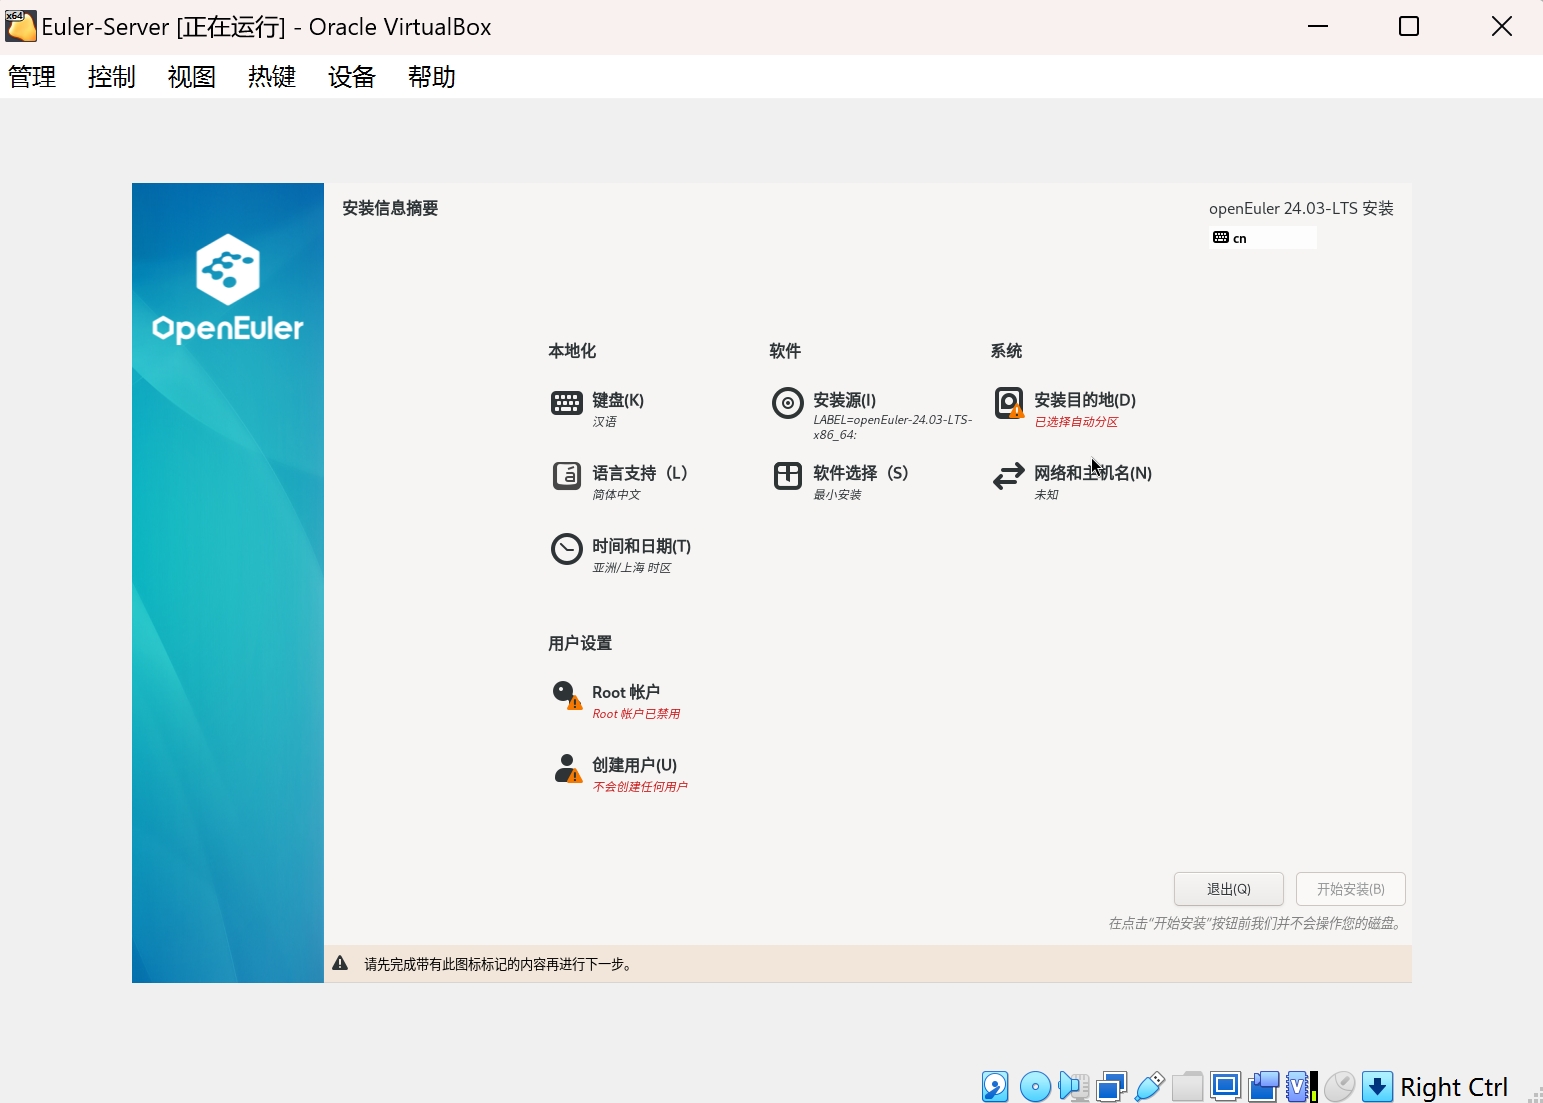 x64
Euler-Server [正在运行] - Oracle VirtualBox
管理 控制 视图 热键 设备 帮助
OpenEuler
安装信息摘要
openEuler 24.03-LTS 安装
cn
本地化
键盘(K)
汉语
语言支持（L）
简体中文
时间和日期(T)
亚洲/上海 时区
软件
安装源(I)
LABEL=openEuler-24.03-LTS-
x86_64:
软件选择（S）
最小安装
系统
安装目的地(D)
已选择自动分区
网络和主机名(N)
未知
用户设置
Root 帐户
Root 帐户已禁用
创建用户(U)
不会创建任何用户
退出(Q) 开始安装(B)
在点击“开始安装”按钮前我们并不会操作您的磁盘。
请先完成带有此图标标记的内容再进行下一步。
Right Ctrl